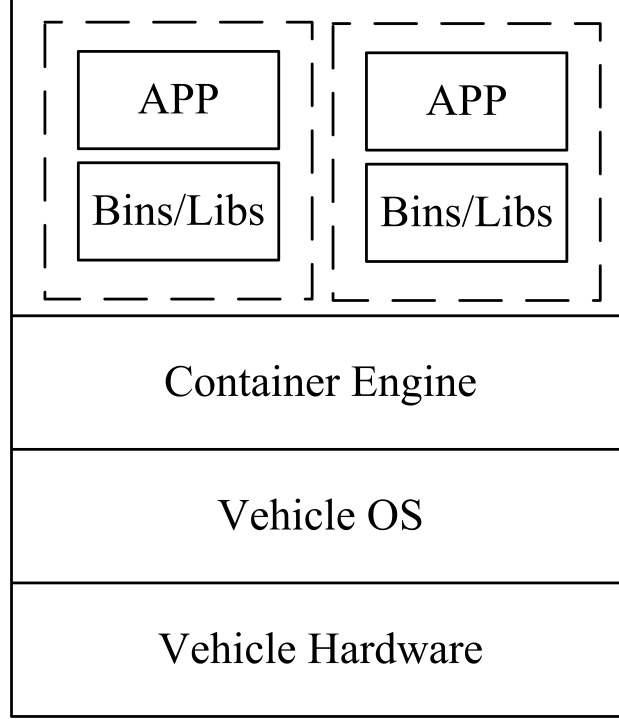 APP
Bins/Libs
APP
Bins/Libs
Container Engine
Vehicle OS
Vehicle Hardware